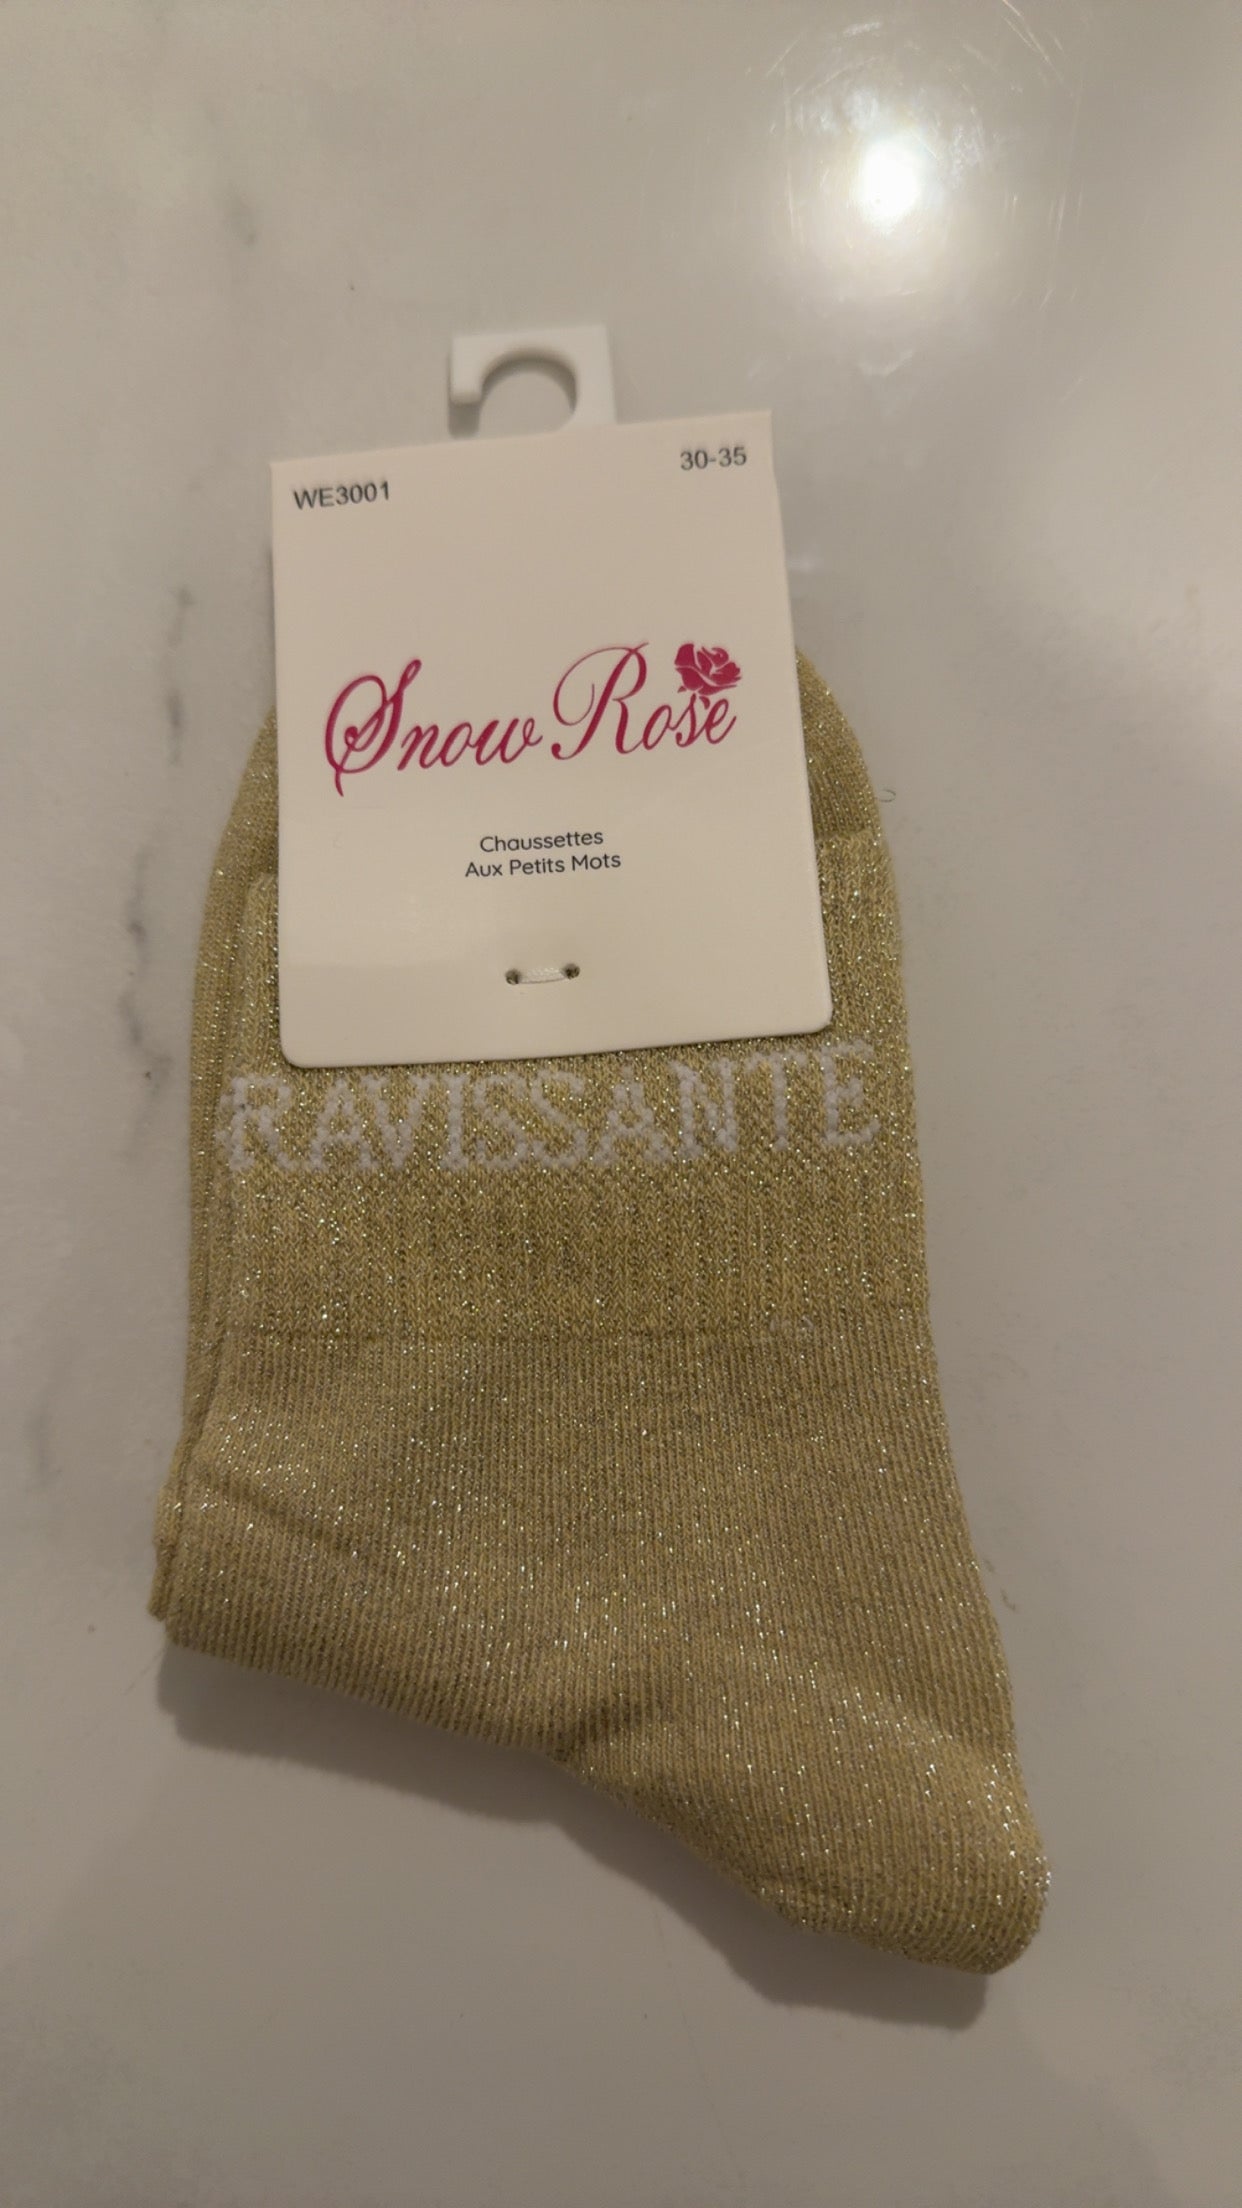 WE3001
30-35
Snow Rose
Chaussettes
Aux Petits Mots
RAVISSANTE